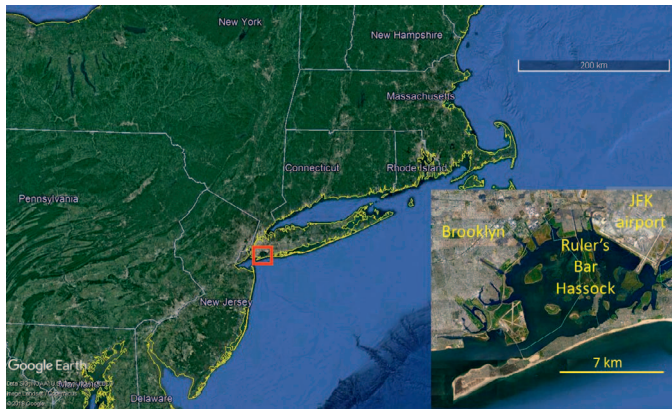 New York
New Hampshire
200 km
Massachusetts
Connecticut
Rhode Island
Pennsylvania
JFK
airport
Brooklyn
Ruler's
Bar
Hassock
New Jersey
7 km
Google Earth
Maryland
Delaware